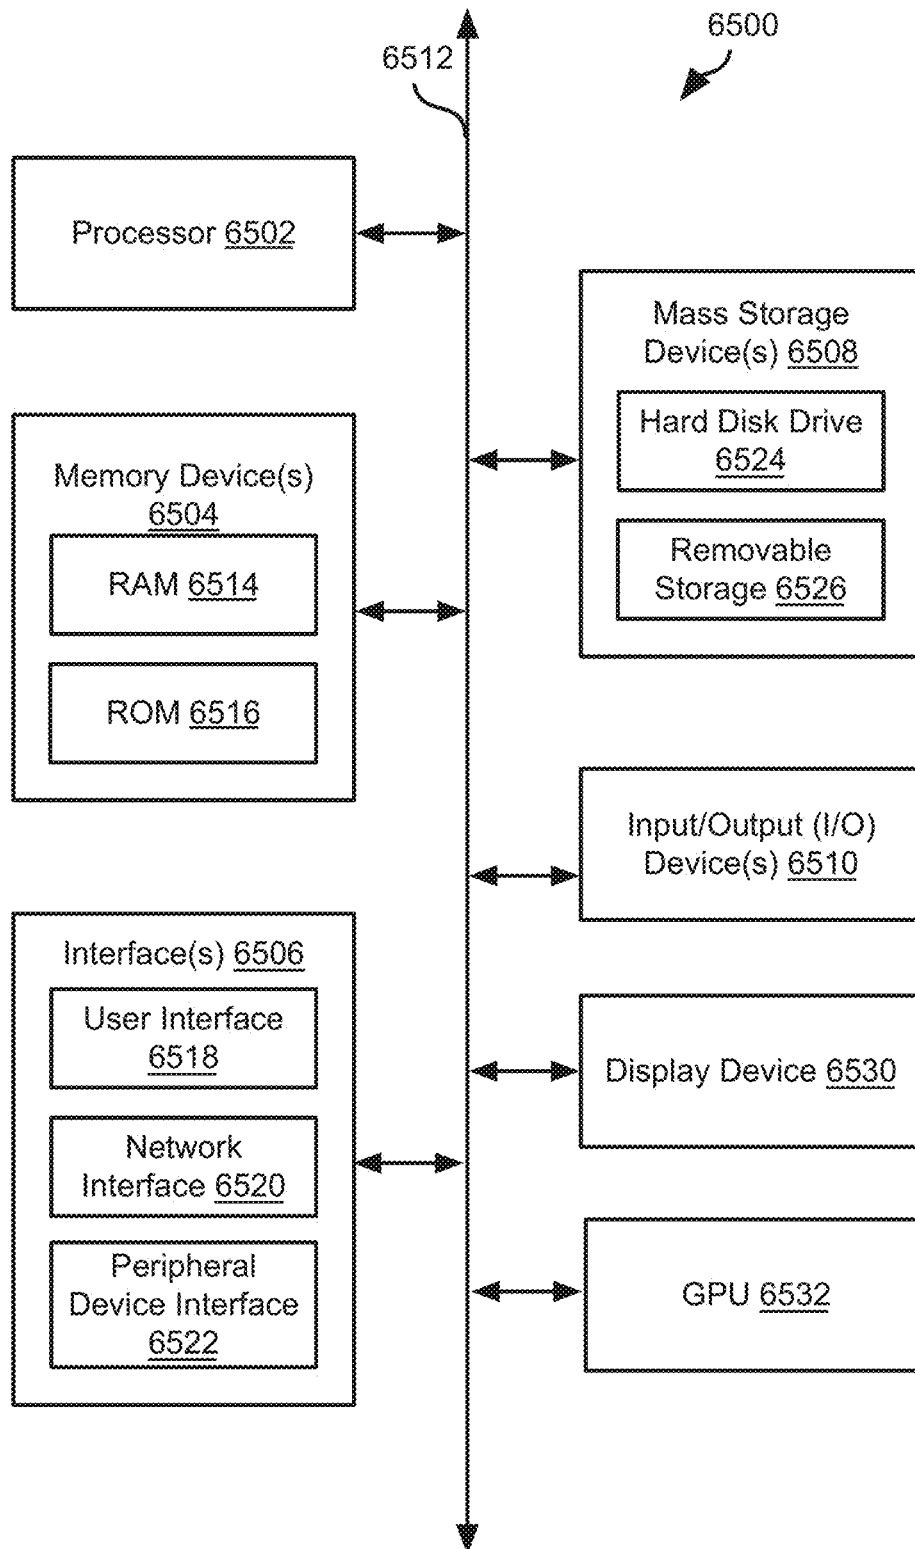 6512
6500
Processor 6502
Mass Storage
Device(s) 6508
Hard Disk Drive
6524
Removable
Storage 6526
Memory Device(s)
6504
RAM 6514
ROM 6516
Input/Output (I/O)
Device(s) 6510
Interface(s) 6506
User Interface
6518
Network
Interface 6520
Peripheral
Device Interface
6522
Display Device 6530
GPU 6532